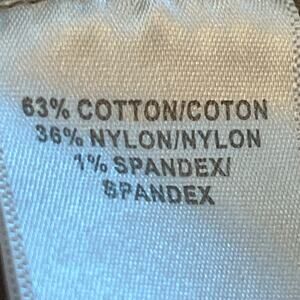 63% COTTON/COTON
36% NYLON/NYLON
1% SPANDEX/
SPANDEX